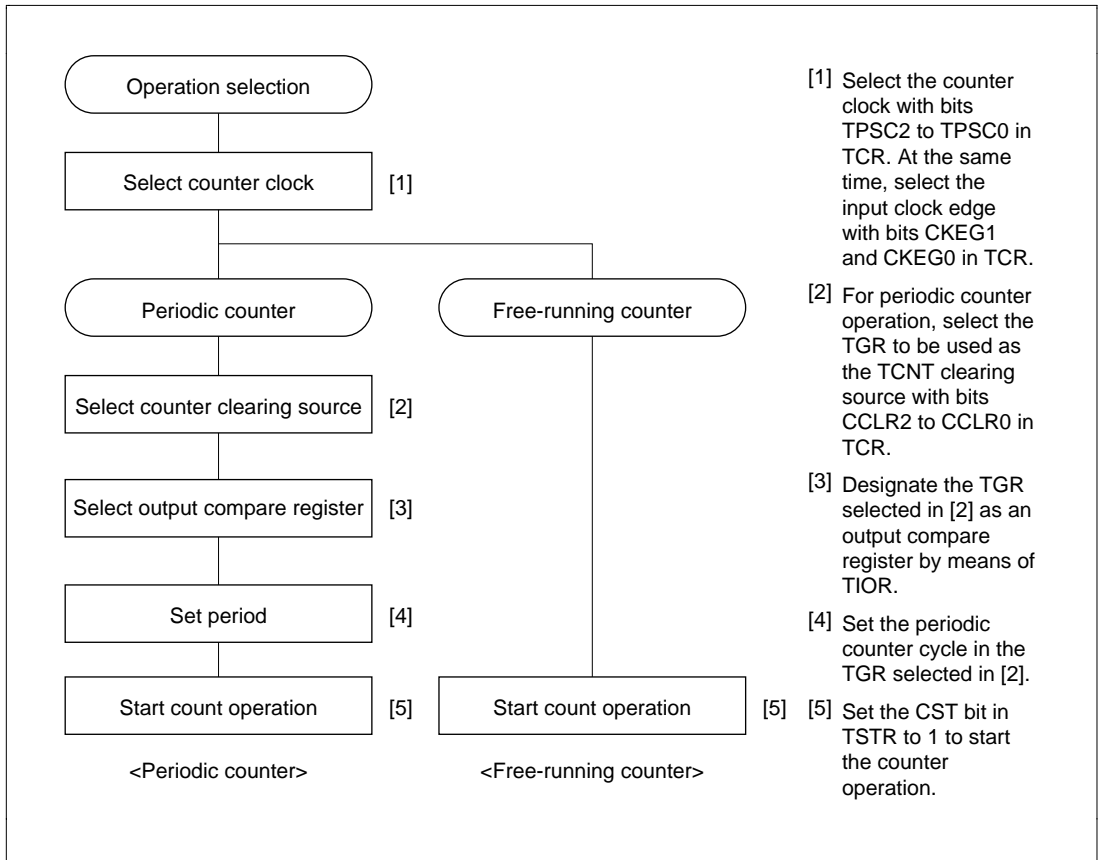 Operation selection
Select counter clock [1]
Periodic counter
Free-running counter
Select counter clearing source [2]
Select output compare register [3]
Set period [4]
Start count operation [5]
Start count operation [5]
<Periodic counter>
<Free-running counter>
[1] Select the counter
clock with bits
TPSC2 to TPSC0 in
TCR. At the same
time, select the
input clock edge
with bits CKEG1
and CKEG0 in TCR.
[2] For periodic counter
operation, select the
TGR to be used as
the TCNT clearing
source with bits
CCLR2 to CCLR0 in
TCR.
[3] Designate the TGR
selected in [2] as an
output compare
register by means of
TIOR.
[4] Set the periodic
counter cycle in the
TGR selected in [2].
[5] Set the CST bit in
TSTR to 1 to start
the counter
operation.